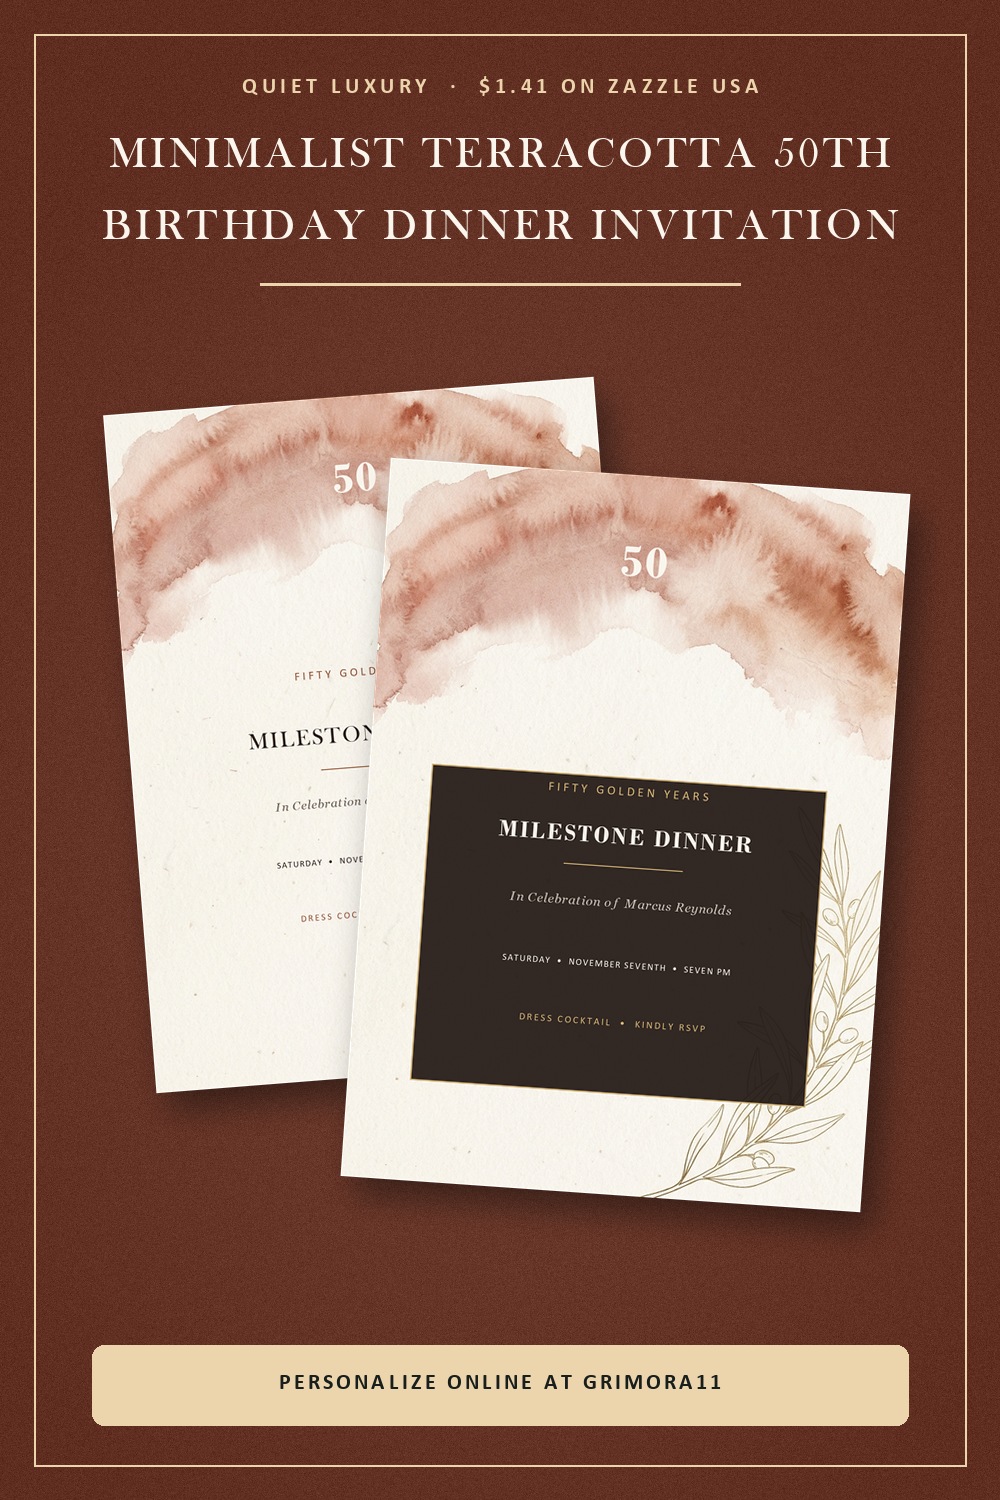 QUIET LUXURY · $1.41 ON ZAZZLE USA
MINIMALIST TERRACOTTA 50TH
BIRTHDAY DINNER INVITATION
50
FIFTY GOLD
MILESTON
In Celebration
SATURDAY • NOVE
DRESS COC
50
FIFTY GOLDEN YEARS
MILESTONE DINNER
In Celebration of Marcus Reynolds
SATURDAY • NOVEMBER SEVENTH • SEVEN PM
DRESS COCKTAIL • KINDLY RSVP
PERSONALIZE ONLINE AT GRIMORA11